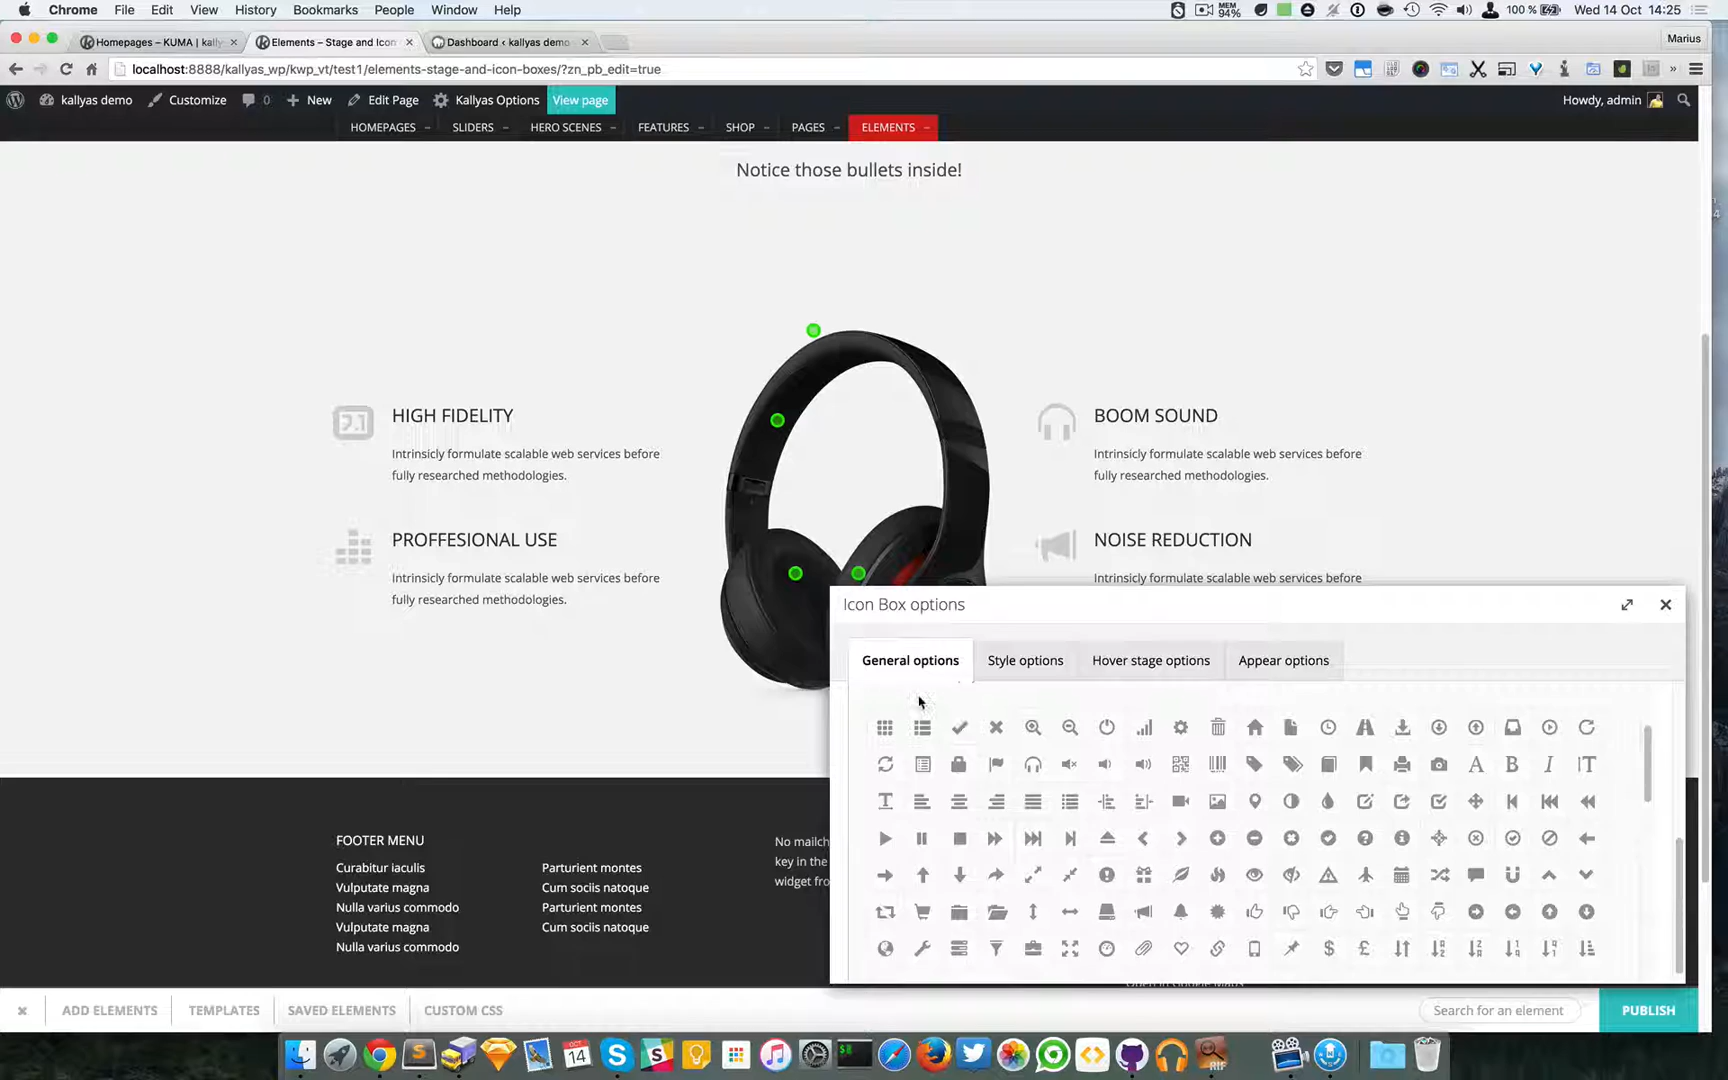 Chrome File Edit View History Bookmarks People Window Help MEM 94% 100 % Wed 14 Oct 14:25
Homepages – KUMA | kally Elements – Stage and Icon Dashboard ‹ kallyas demo Marius
localhost:8888/kallyas_wp/kwp_vt/test1/elements-stage-and-icon-boxes/?zn_pb_edit=true
kallyas demo Customize 0 New Edit Page Kallyas Options View page Howdy, admin
HOMEPAGES SLIDERS HERO SCENES FEATURES SHOP PAGES ELEMENTS
Notice those bullets inside!
HIGH FIDELITY
Intrinsicly formulate scalable web services before
fully researched methodologies.
PROFFESIONAL USE
Intrinsicly formulate scalable web services before
fully researched methodologies.
BOOM SOUND
Intrinsicly formulate scalable web services before
fully researched methodologies.
NOISE REDUCTION
Intrinsicly formulate scalable web services before
Icon Box options
General options Style options Hover stage options Appear options
FOOTER MENU
Curabitur iaculis Parturient montes
Vulputate magna Cum sociis natoque
Nulla varius commodo Parturient montes
Vulputate magna Cum sociis natoque
Nulla varius commodo
No mailch
key in the
widget fro
ADD ELEMENTS TEMPLATES SAVED ELEMENTS CUSTOM CSS Search for an element PUBLISH